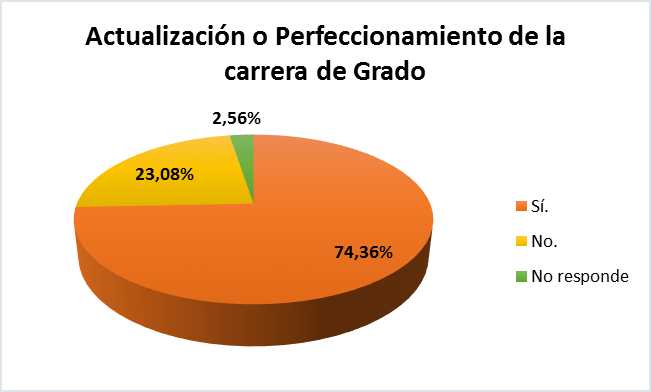 Actualización o Perfeccionamiento de la
carrera de Grado
2,56%
23,08%
74,36%
Sí.
No.
No responde